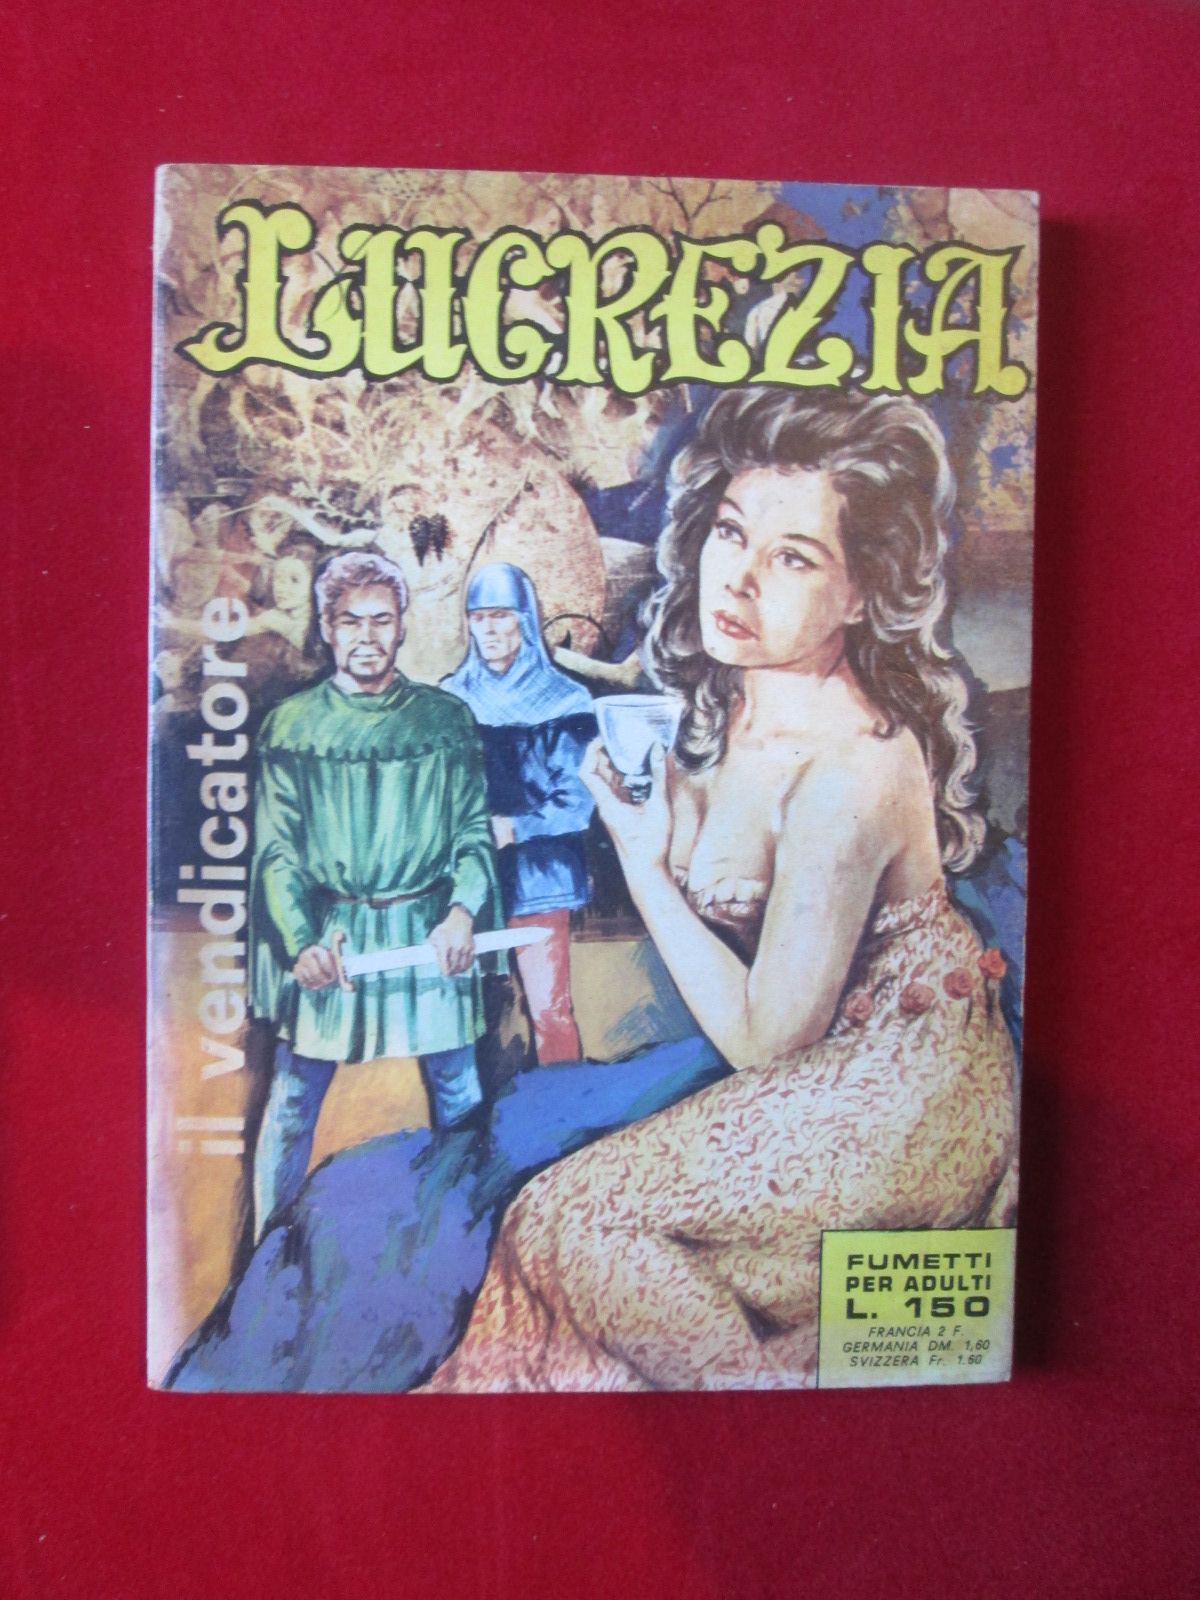 LUCREZIA
il vendicatore
FUMETTI
PER ADULTI
L. 150
FRANCIA 2 F.
GERMANIA DM. 1,60
SVIZZERA Fr. 1.60